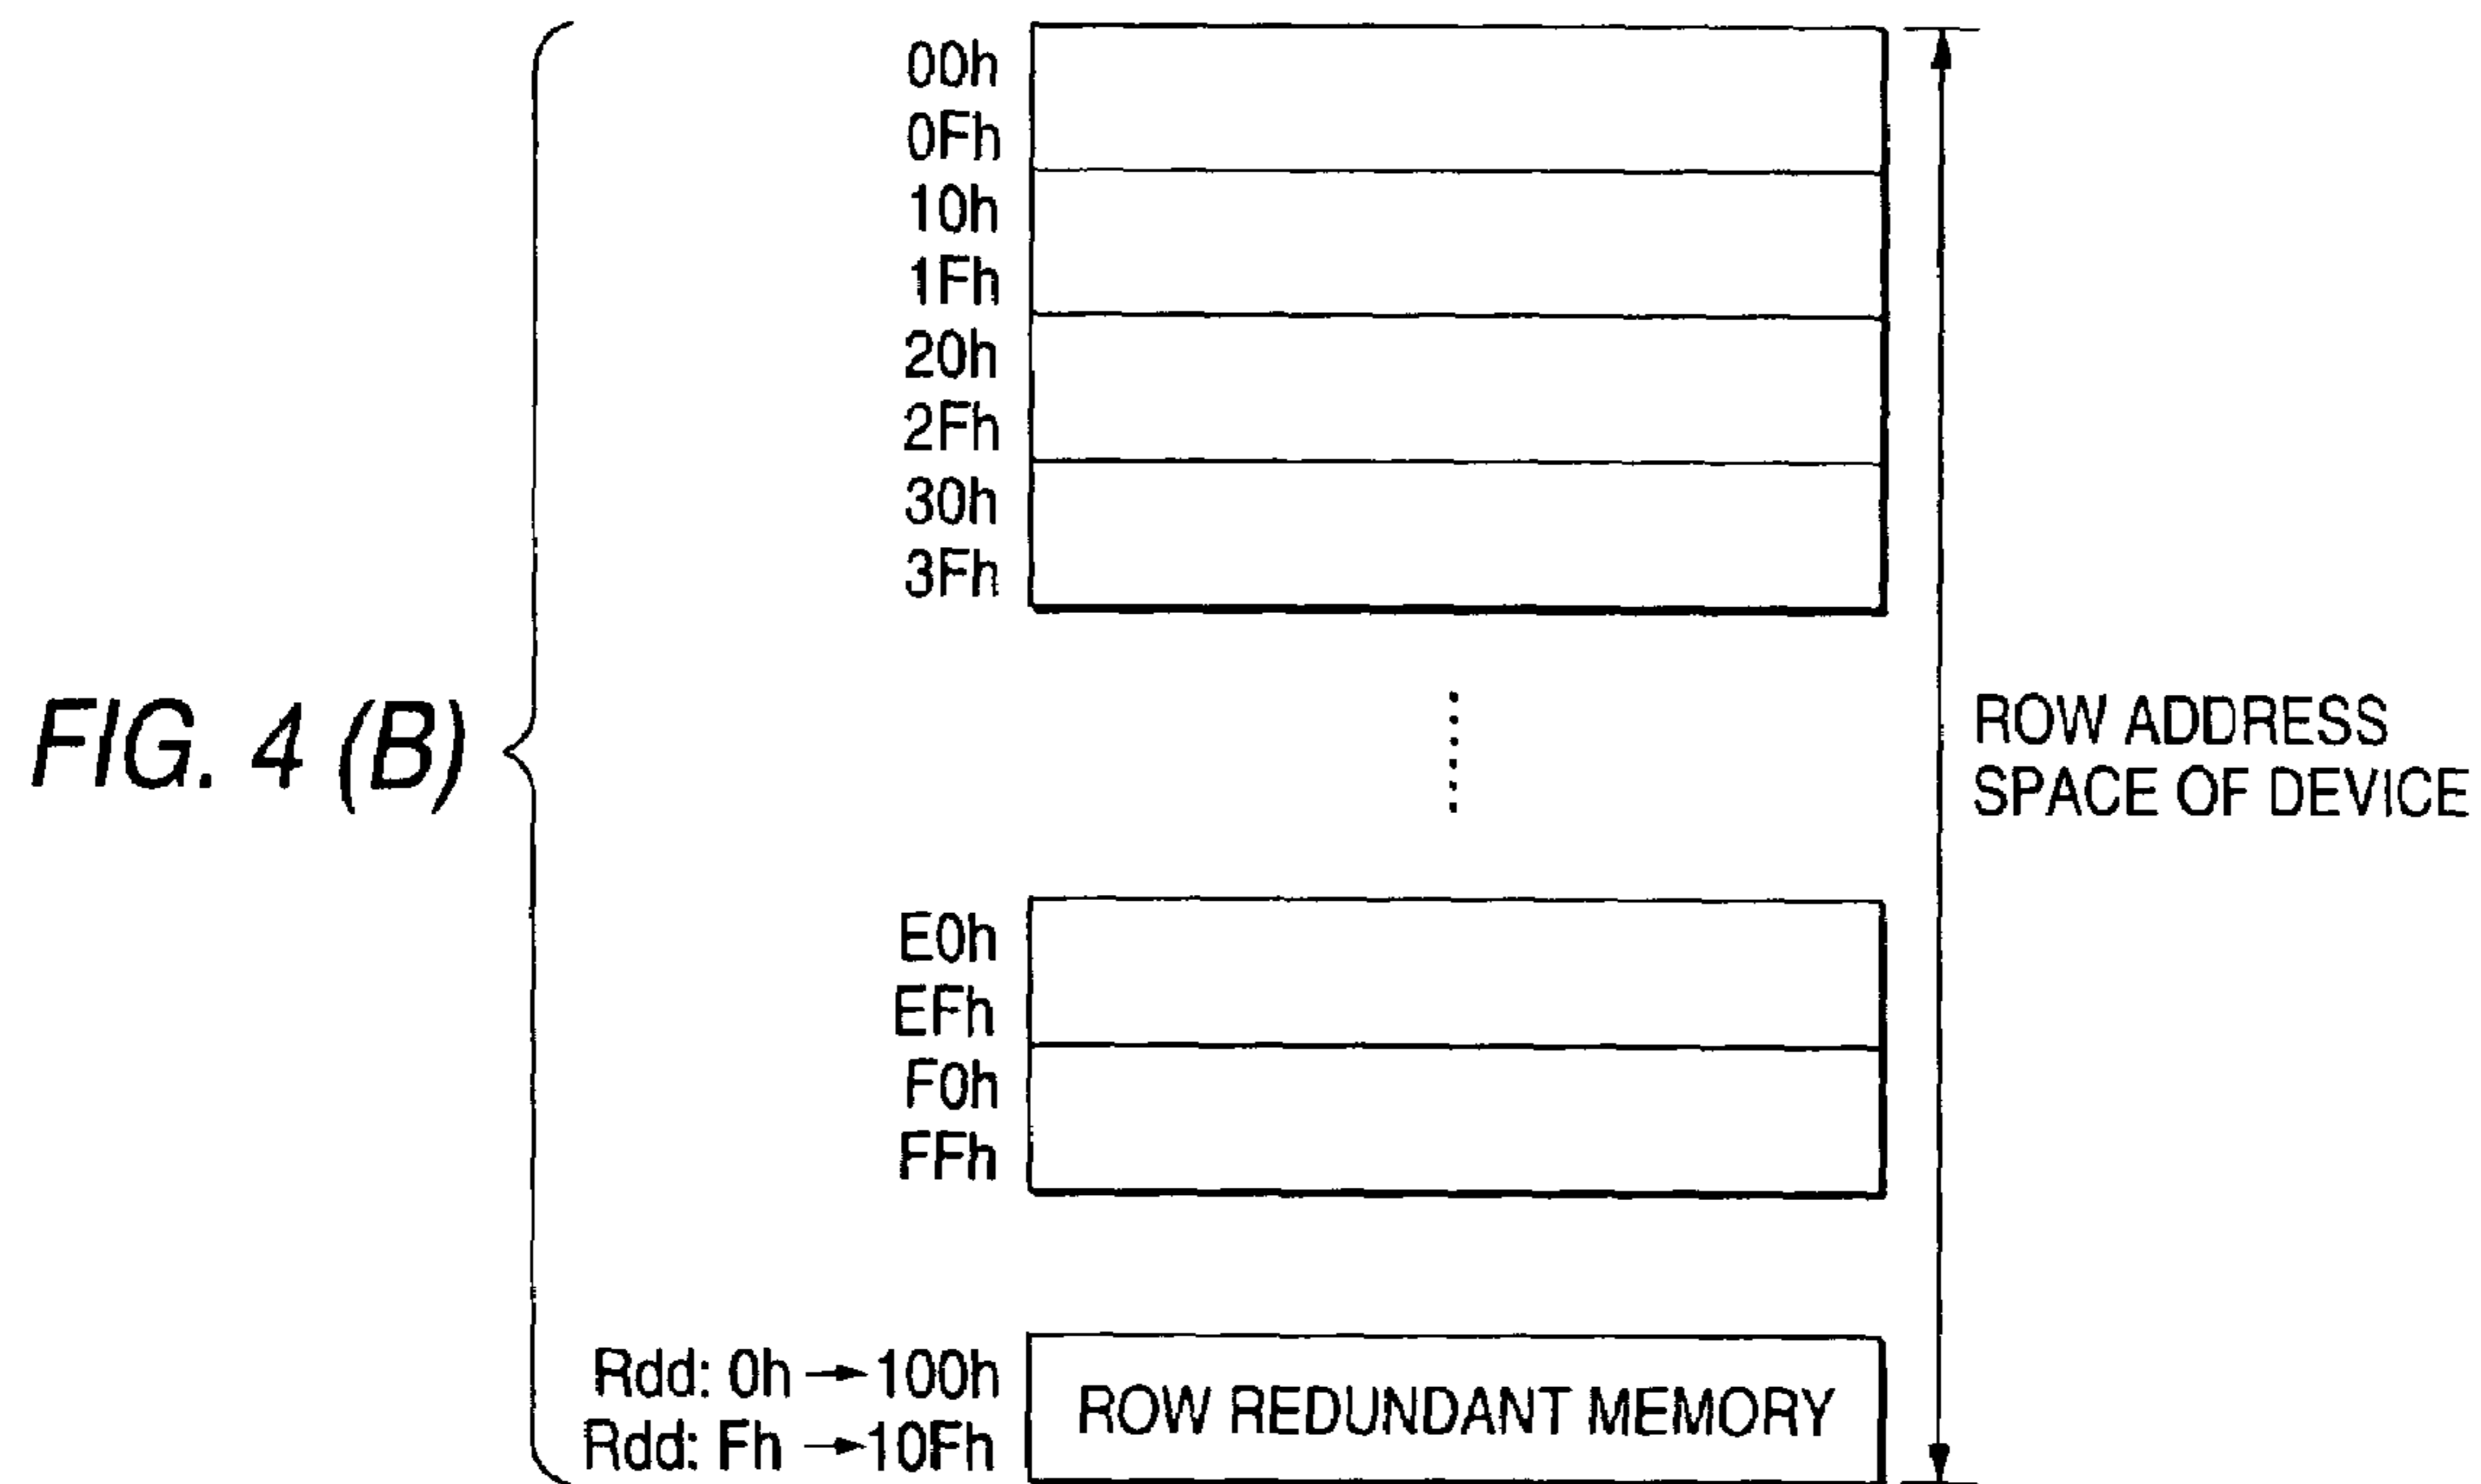 00h
0Fh
10h
1Fh
20h
2Fh
30h
3Fh
FIG. 4 (B)
ROW ADDRESS
SPACE OF DEVICE
E0h
EFh
F0h
FFh
Rdd: 0h → 100h
Rdd: Fh → 10Fh
ROW REDUNDANT MEMORY